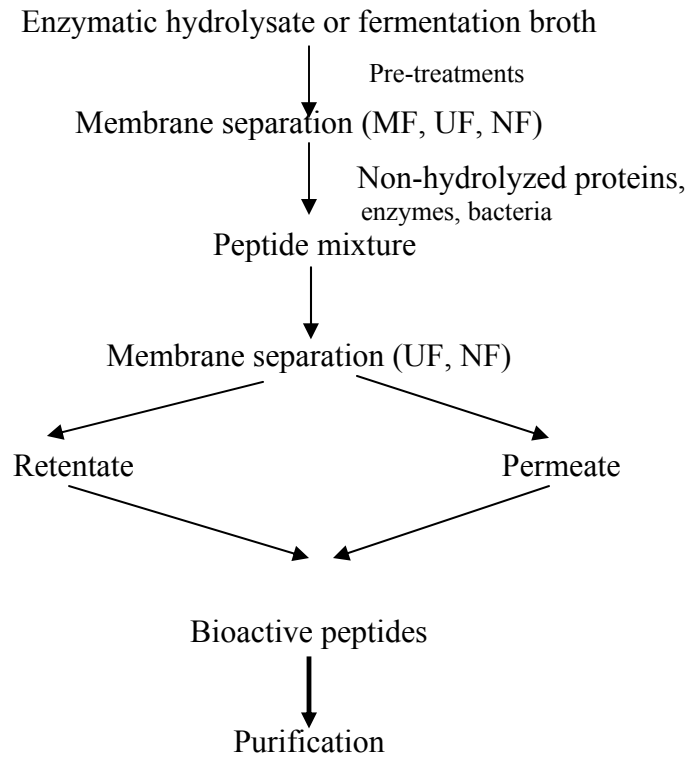 Enzymatic hydrolysate or fermentation broth
Pre-treatments
Membrane separation (MF, UF, NF)
Non-hydrolyzed proteins,
enzymes, bacteria
Peptide mixture
Membrane separation (UF, NF)
Retentate
Permeate
Bioactive peptides
Purification